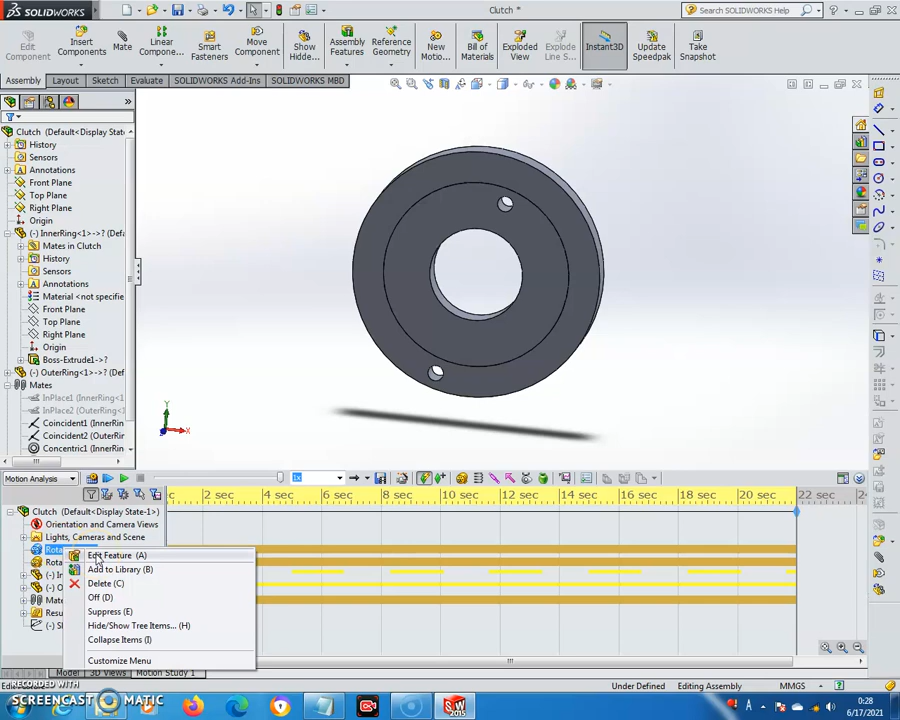 SOLIDWORKS
Clutch *
Search SOLIDWORKS Help
Edit Component
Insert Components
Mate
Linear Compone...
Smart Fasteners
Move Component
Show Hidde...
Assembly Features
Reference Geometry
New Motion...
Bill of Materials
Exploded View
Explode Line S...
Instant3D
Update Speedpak
Take Snapshot
Assembly
Layout
Sketch
Evaluate
SOLIDWORKS Add-Ins
SOLIDWORKS MBD
Clutch (Default<Display State-
History
Sensors
Annotations
Front Plane
Top Plane
Right Plane
Origin
(-) InnerRing<1>->? (Defa
Mates in Clutch
History
Sensors
Annotations
Material <not specifie
Front Plane
Top Plane
Right Plane
Origin
Boss-Extrude1->?
(-) OuterRing<1>->? (Def
Mates
InPlace1 (InnerRing<1
InPlace2 (OuterRing<1
Coincident1 (InnerRin
Coincident2 (OuterRin
Concentric1 (InnerRin
Y
X
Motion Analysis
1x
2 sec
4 sec
6 sec
8 sec
10 sec
12 sec
14 sec
16 sec
18 sec
20 sec
22 sec
Clutch (Default<Display State-1>)
Orientation and Camera Views
Lights, Cameras and Scene
Edit Feature (A)
Add to Library (B)
Delete (C)
Off (D)
Suppress (E)
Hide/Show Tree Items... (H)
Collapse Items (I)
Customize Menu
Model
3D Views
Motion Study 1
Under Defined
Editing Assembly
MMGS
RECORDED WITH
SCREENCAST MATIC
SW 2015
0:28
6/17/2021